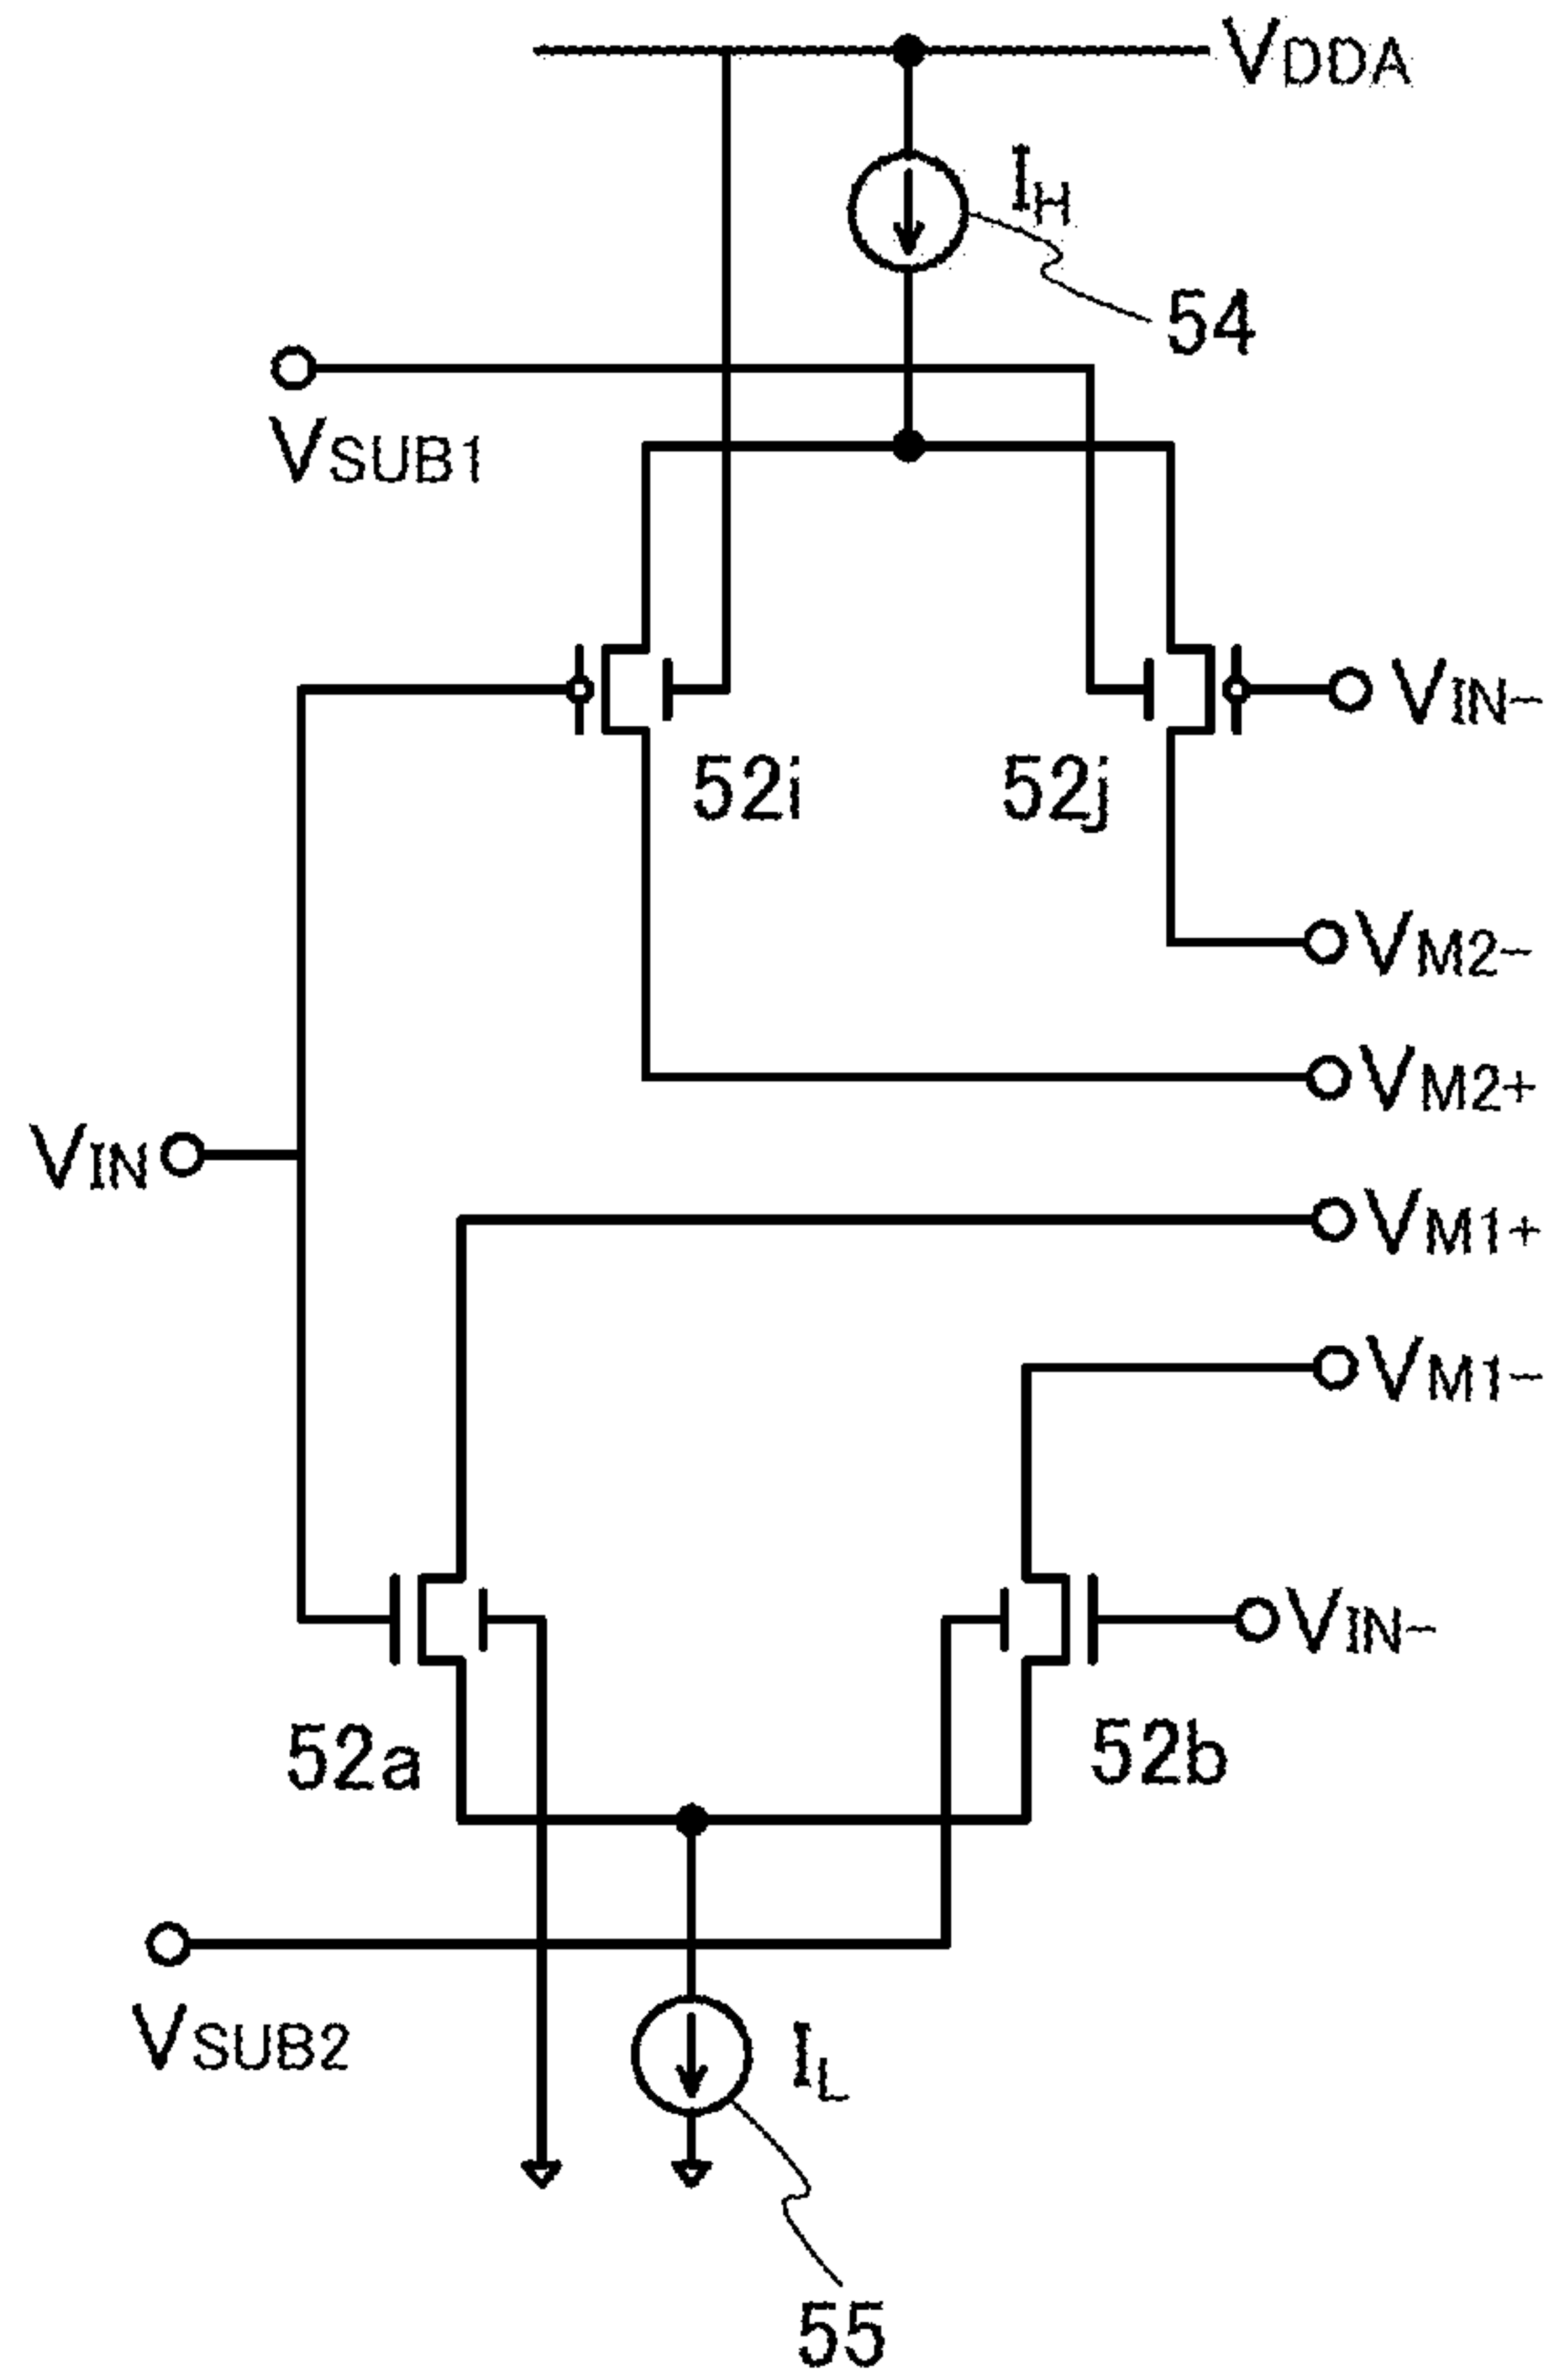 VDDA
IH
54
VSUB1
VIN-
52i
52j
VM2-
VM2+
VIN
VM1+
VM1-
VIN-
52a
52b
VSUB2
IL
55